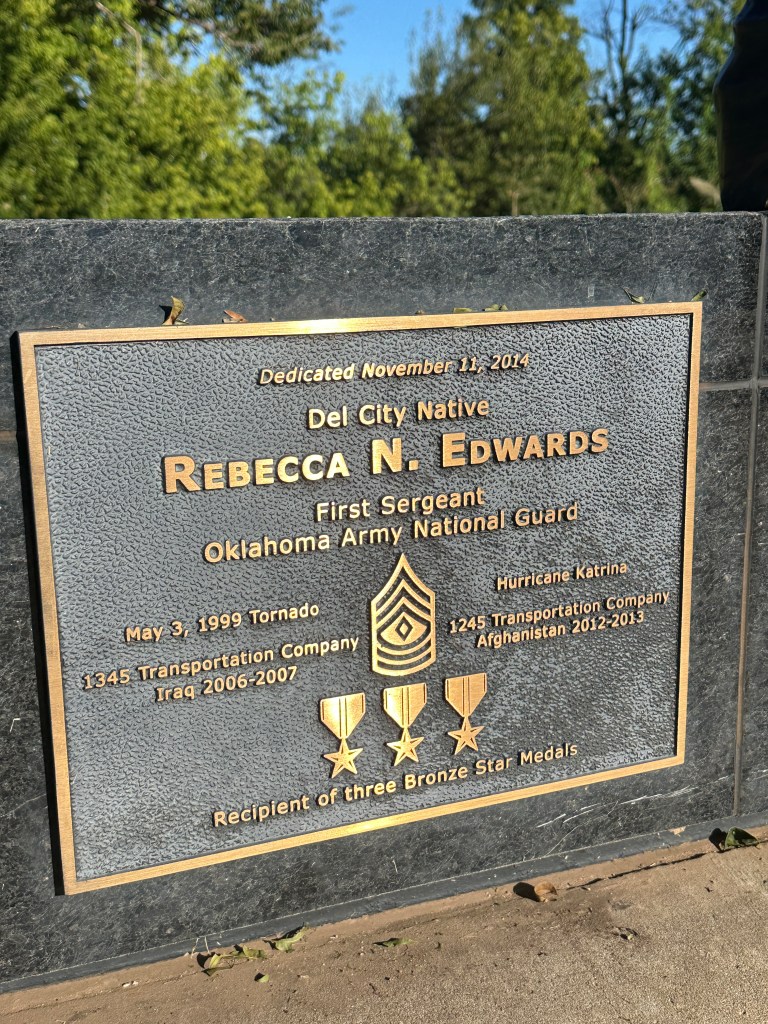 Dedicated November 11, 2014
Del City Native
REBECCA N. EDWARDS
First Sergeant
Oklahoma Army National Guard
May 3, 1999 Tornado
1345 Transportation Company
Iraq 2006-2007
Hurricane Katrina
1245 Transportation Company
Afghanistan 2012-2013
Recipient of three Bronze Star Medals